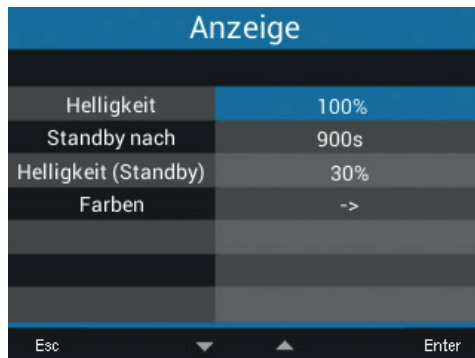 Anzeige
Helligkeit 100%
Standby nach 900s
Helligkeit (Standby) 30%
Farben ->
Esc Enter